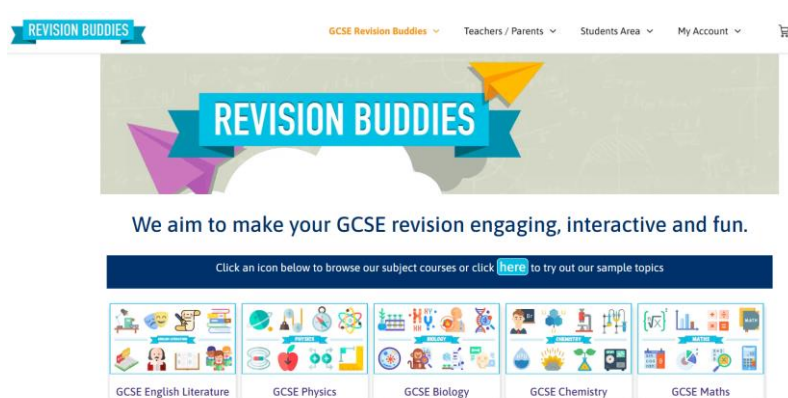 REVISION BUDDIES
GCSE Revision Buddies Teachers / Parents Students Area My Account
REVISION BUDDIES
We aim to make your GCSE revision engaging, interactive and fun.
Click an icon below to browse our subject courses or click here to try out our sample topics
ENGLISH LITERATURE PHYSICS BIOLOGY CHEMISTRY MATHS
GCSE English Literature GCSE Physics GCSE Biology GCSE Chemistry GCSE Maths